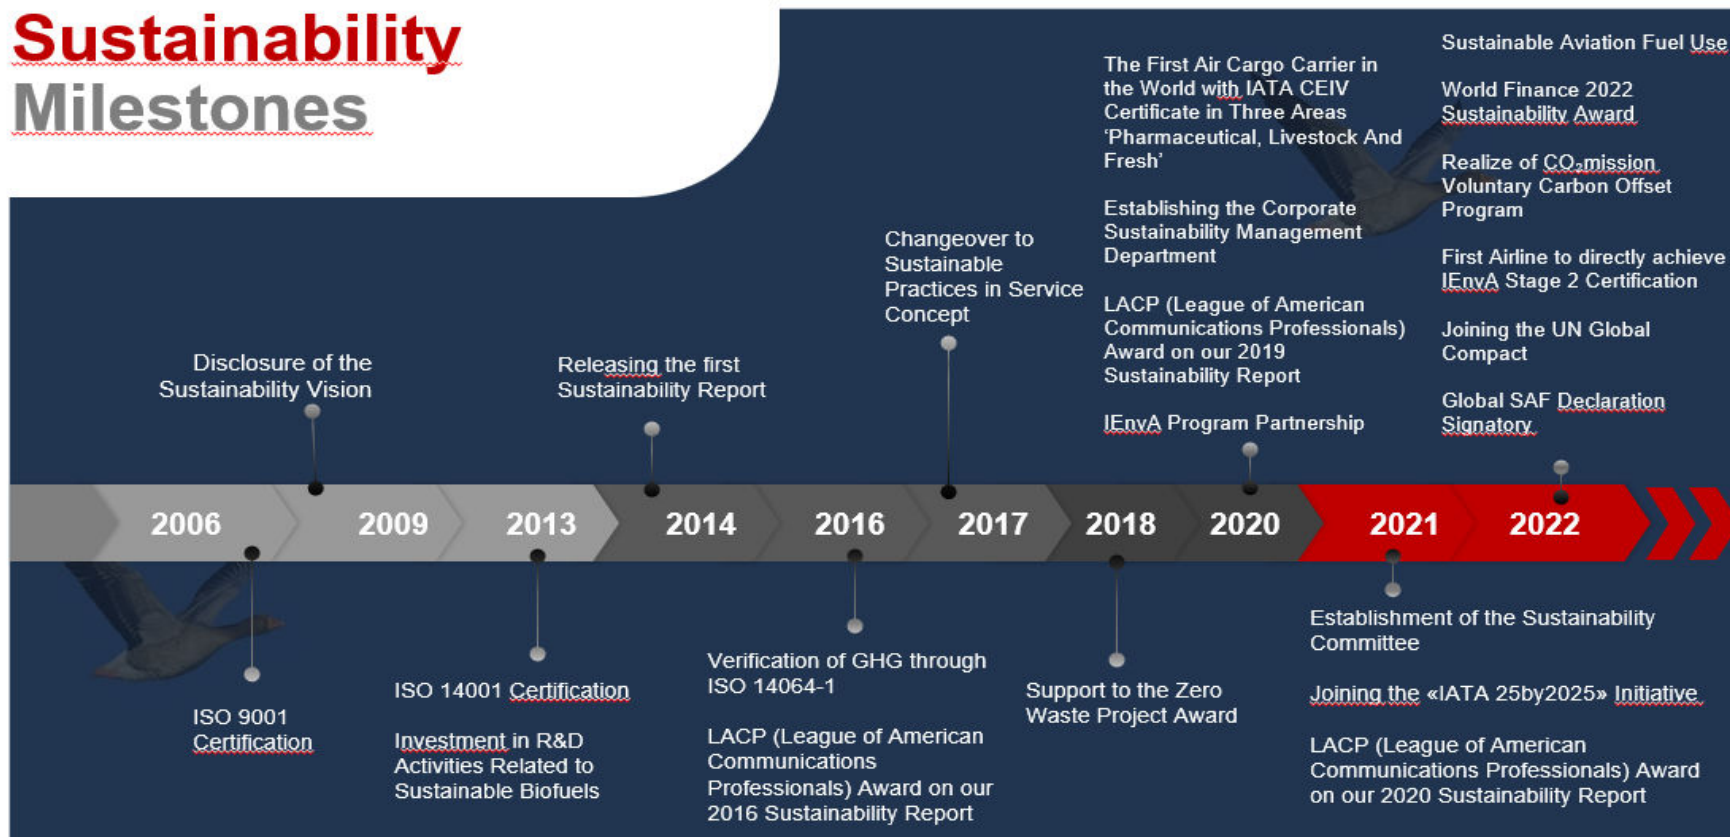 Sustainability
Milestones
Disclosure of the
Sustainability Vision
Releasing the first
Sustainability Report
Changeover to
Sustainable
Practices in Service
Concept
The First Air Cargo Carrier in
the World with IATA CEIV
Certificate in Three Areas
‘Pharmaceutical, Livestock And
Fresh’
Establishing the Corporate
Sustainability Management
Department
LACP (League of American
Communications Professionals)
Award on our 2019
Sustainability Report
IEnvA Program Partnership
Sustainable Aviation Fuel Use
World Finance 2022
Sustainability Award
Realize of CO₂mission
Voluntary Carbon Offset
Program
First Airline to directly achieve
IEnvA Stage 2 Certification
Joining the UN Global
Compact
Global SAF Declaration
Signatory
2006
2009
2013
2014
2016
2017
2018
2020
2021
2022
ISO 9001
Certification
ISO 14001 Certification
Investment in R&D
Activities Related to
Sustainable Biofuels
Verification of GHG through
ISO 14064-1
LACP (League of American
Communications
Professionals) Award on our
2016 Sustainability Report
Support to the Zero
Waste Project Award
Establishment of the Sustainability
Committee
Joining the «IATA 25by2025» Initiative
LACP (League of American
Communications Professionals) Award
on our 2020 Sustainability Report